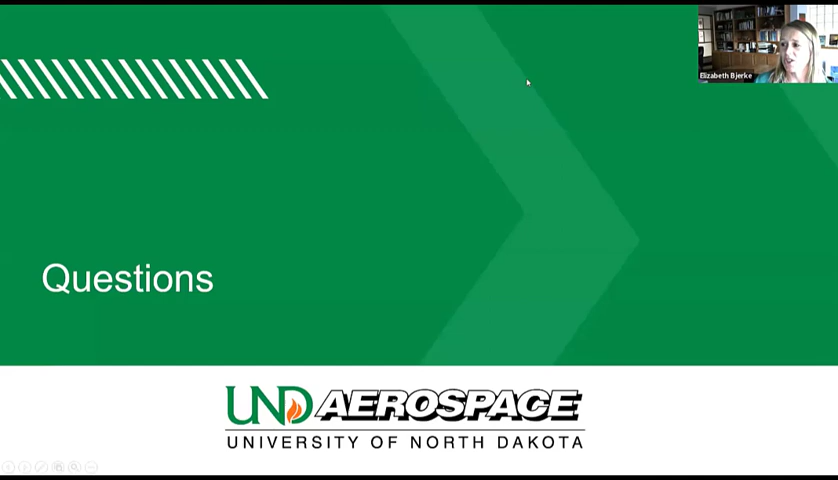 Elizabeth Bjerke
Questions
UND AEROSPACE
UNIVERSITY OF NORTH DAKOTA